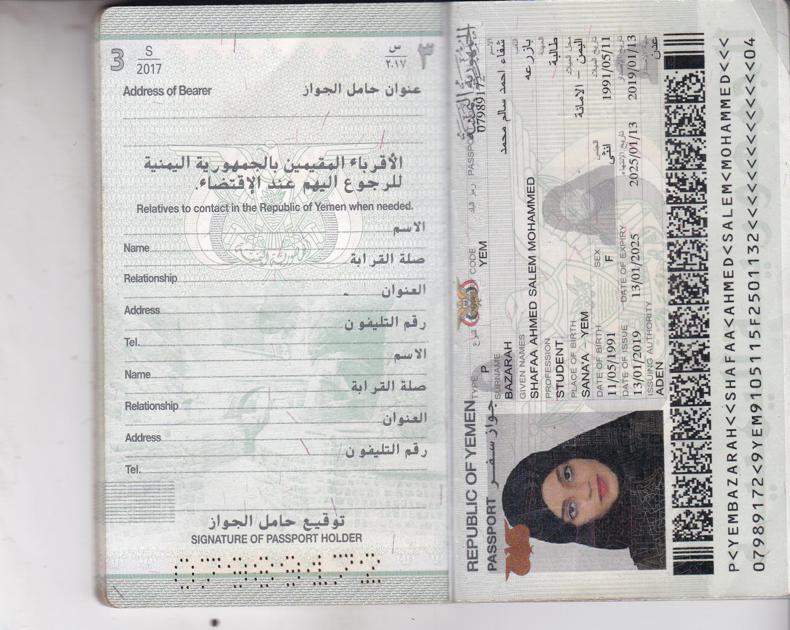 3
S
2017
س
٢٠١٧
٣
Address of Bearer
عنوان حامل الجواز
الأقرباء المقيمين بالجمهورية اليمنية
للرجوع اليهم عند الإقتضاء.
Relatives to contact in the Republic of Yemen when needed.
Name الاسم
Relationship صلة القرابة
Address العنوان
Tel. رقم التليفون
Name الاسم
Relationship صلة القرابة
Address العنوان
Tel. رقم التليفون
توقيع حامل الجواز
SIGNATURE OF PASSPORT HOLDER
REPUBLIC OF YEMEN الجمهورية اليمنية
PASSPORT جواز سفر
TYPE النوع CODE رمز البلد
P YEM 07989172
SURNAME الاسم
BAZARAH شفاء احمد سالم محمد
GIVEN NAMES اللقب
SHAFAA AHMED SALEM MOHAMMED بازرعه
PROFESSION المهنة
STUDENT طالبة
PLACE OF BIRTH محل الميلاد
SANA'A - YEM اليمن - الامانة
DATE OF BIRTH SEX الجنس تاريخ الميلاد
11/05/1991 F أنثى 1991/05/11
DATE OF ISSUE DATE OF EXPIRY تاريخ الإنتهاء تاريخ الإصدار
13/01/2019 13/01/2025 2025/01/13 2019/01/13
ISSUING AUTHORITY
ADEN عدن
P<YEMBAZARAH<<SHAFAA<AHMED<SALEM<MOHAMMED<<<
07989172<9YEM9105115F2501132<<<<<<<<<<<<<<04